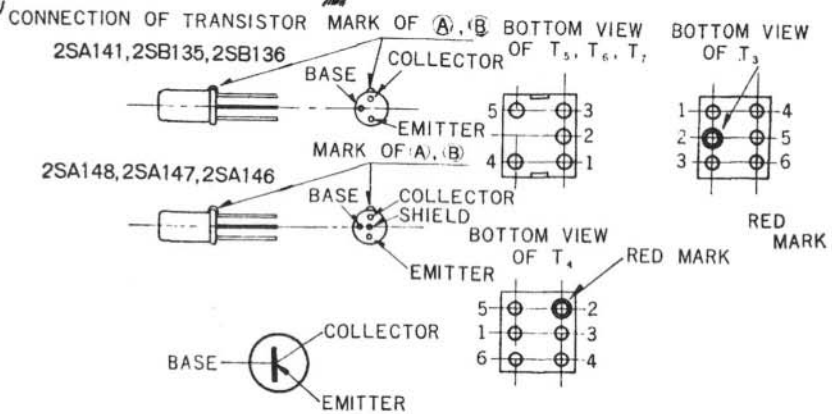 CONNECTION OF TRANSISTOR MARK OF Ⓐ, Ⓑ
2SA141, 2SB135, 2SB136
BASE
COLLECTOR
EMITTER
MARK OF (A), (B)
2SA148, 2SA147, 2SA146
BASE
COLLECTOR
SHIELD
EMITTER
BASE
COLLECTOR
EMITTER
BOTTOM VIEW
OF T5, T6, T7
5 3
2
4 1
BOTTOM VIEW
OF T3
1 4
2 5
3 6
RED
MARK
BOTTOM VIEW
OF T4
RED MARK
5 2
1 3
6 4